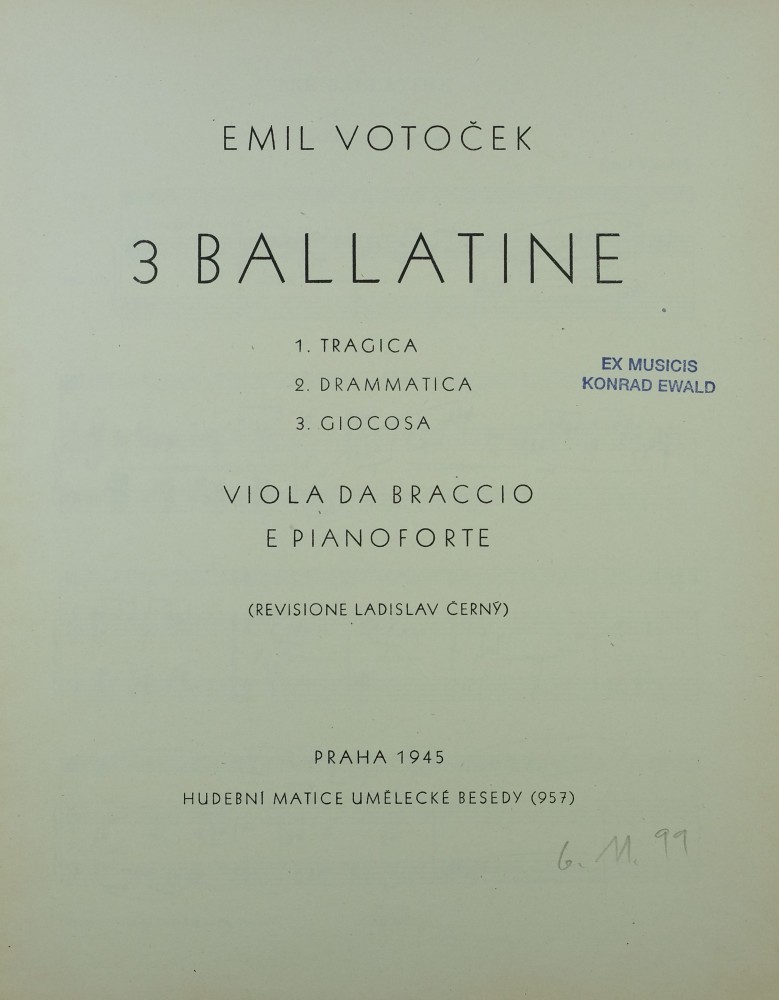 EMIL VOTOČEK
3 BALLATINE
1. TRAGICA
2. DRAMMATICA
3. GIOCOSA
EX MUSICIS
KONRAD EWALD
VIOLA DA BRACCIO
E PIANOFORTE
(REVISIONE LADISLAV ČERNÝ)
PRAHA 1945
HUDEBNÍ MATICE UMĚLECKÉ BESEDY (957)
6. 11. 99